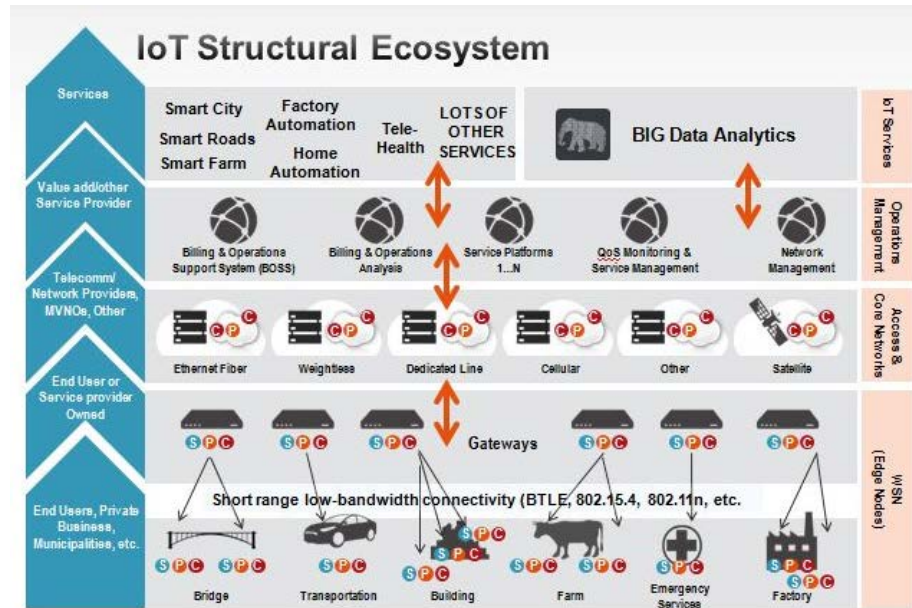 IoT Structural Ecosystem
Services
Smart City
Smart Roads
Smart Farm
Factory
Automation
Home
Automation
Tele-
Health
LOTS OF
OTHER
SERVICES
BIG Data Analytics
IoT Services
Value add/other
Service Provider
Billing & Operations
Support System (BOSS)
Billing & Operations
Analysis
Service Platforms
1...N
QoS Monitoring &
Service Management
Network
Management
Operations
Management
Telecomm/
Network Providers,
MVNOs, Other
C P C
C P C
C P C
C P C
C P C
C P C
Ethernet Fiber
Weightless
Dedicated Line
Cellular
Other
Satellite
Access &
Core Networks
End User or
Service provider
Owned
S P C
S P C
S P C
Gateways
S P C
S P C
S P C
WSN
(Edge Nodes)
Short range low-bandwidth connectivity (BTLE, 802.15.4, 802.11n, etc.
End Users, Private
Business,
Municipalities, etc.
S P C
S P C
S P C
S P C
S P C
S P C
S P C
S P C
S P C
S P C
S P C
Bridge
Transportation
Building
Farm
Emergency
Services
Factory